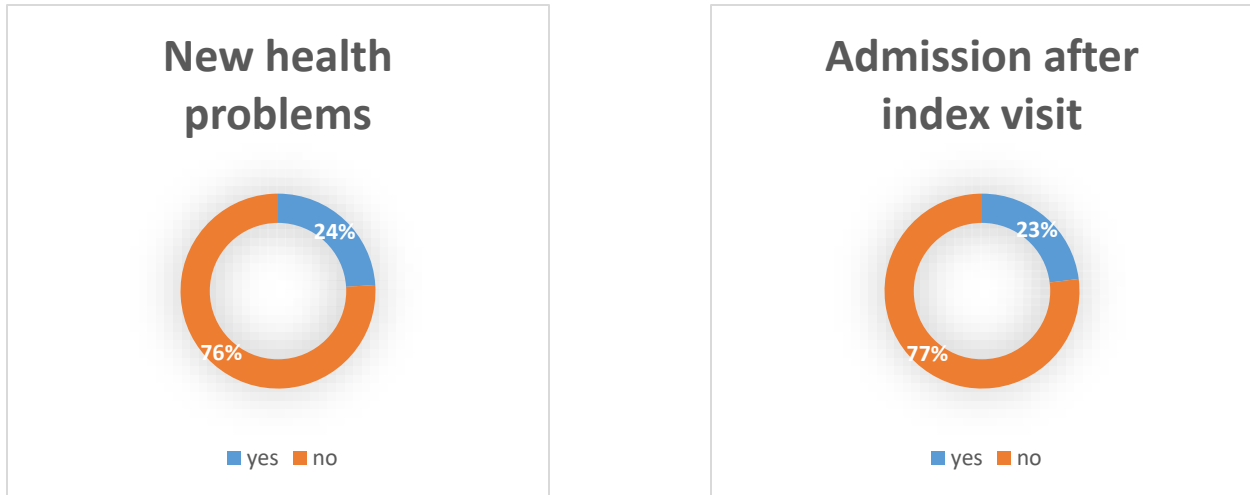 New health
problems
24%
76%
yes no
Admission after
index visit
23%
77%
yes no